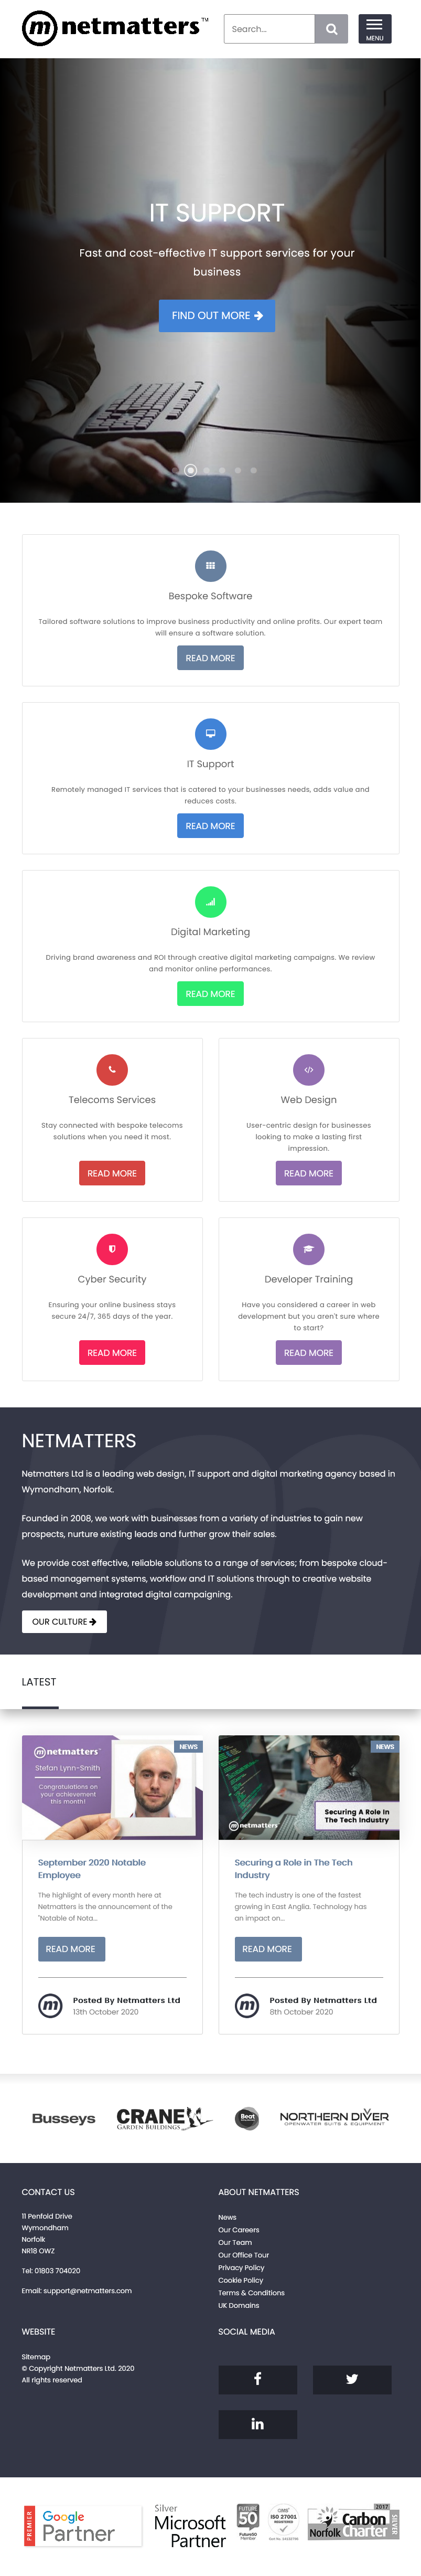 netmatters™
Search...
MENU
IT SUPPORT
Fast and cost-effective IT support services for your
business
FIND OUT MORE
Bespoke Software
Tailored software solutions to improve business productivity and online profits. Our expert team
will ensure a software solution.
READ MORE
IT Support
Remotely managed IT services that is catered to your businesses needs, adds value and
reduces costs.
READ MORE
Digital Marketing
Driving brand awareness and ROI through creative digital marketing campaigns. We review
and monitor online performances.
READ MORE
Telecoms Services
Stay connected with bespoke telecoms
solutions when you need it most.
READ MORE
Web Design
User-centric design for businesses
looking to make a lasting first
impression.
READ MORE
Cyber Security
Ensuring your online business stays
secure 24/7, 365 days of the year.
READ MORE
Developer Training
Have you considered a career in web
development but you aren't sure where
to start?
READ MORE
NETMATTERS
Netmatters Ltd is a leading web design, IT support and digital marketing agency based in
Wymondham, Norfolk.
Founded in 2008, we work with businesses from a variety of industries to gain new
prospects, nurture existing leads and further grow their sales.
We provide cost effective, reliable solutions to a range of services; from bespoke cloud-
based management systems, workflow and IT solutions through to creative website
development and integrated digital campaigning.
OUR CULTURE
LATEST
NEWS
netmatters
Stefan Lynn-Smith
Congratulations on
your achievement
this month!
September 2020 Notable
Employee
The highlight of every month here at
Netmatters is the announcement of the
"Notable of Nota...
READ MORE
Posted By Netmatters Ltd
13th October 2020
NEWS
netmatters
Securing A Role In
The Tech Industry
Securing a Role in The Tech
Industry
The tech industry is one of the fastest
growing in East Anglia. Technology has
an impact on...
READ MORE
Posted By Netmatters Ltd
8th October 2020
Busseys
CRANE
GARDEN BUILDINGS
Beat
NORTHERN DIVER
OPENWATER SUITS & EQUIPMENT
CONTACT US
11 Penfold Drive
Wymondham
Norfolk
NR18 OWZ
Tel: 01803 704020
Email: support@netmatters.com
ABOUT NETMATTERS
News
Our Careers
Our Team
Our Office Tour
Privacy Policy
Cookie Policy
Terms & Conditions
UK Domains
WEBSITE
Sitemap
© Copyright Netmatters Ltd. 2020
All rights reserved
SOCIAL MEDIA
PREMIER
Google
Partner
Silver
Microsoft
Partner
FUTURE
50
Future50
Member
ISO 27001
REGISTERED
2017
Carbon
Norfolk Charter
SILVER